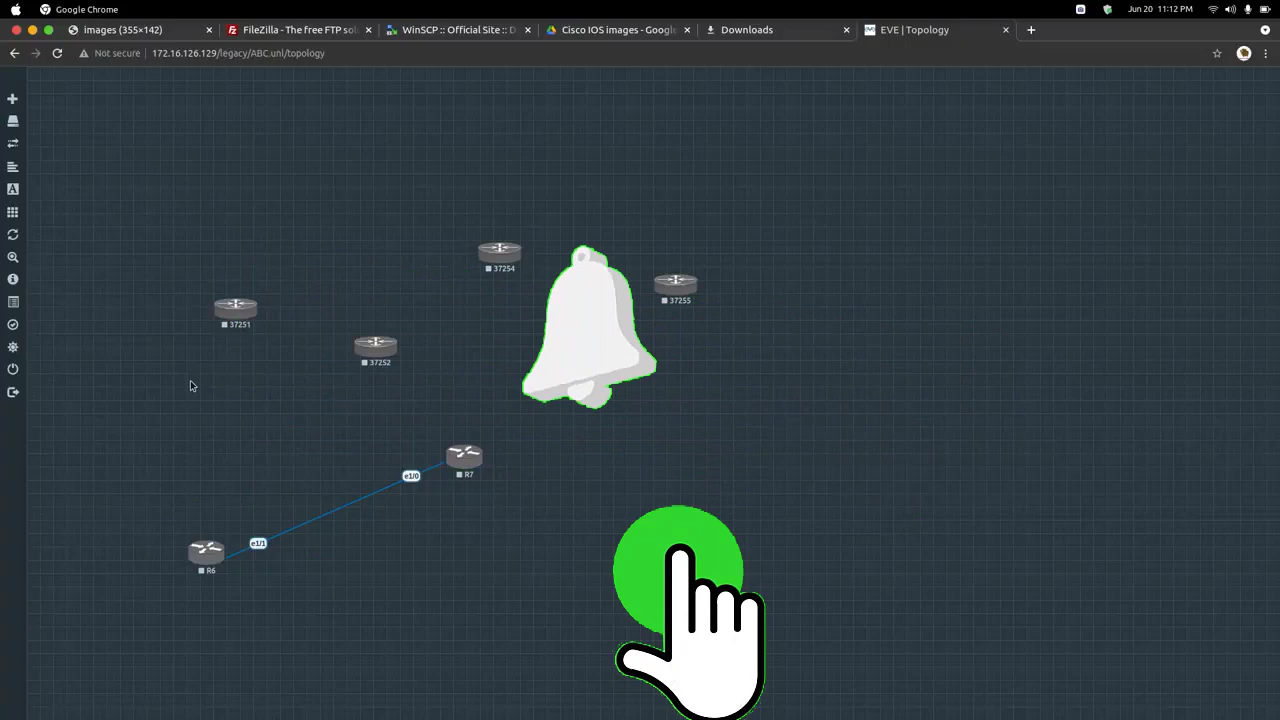 Google Chrome
Jun 20 11:12 PM
images (355×142)
FileZilla - The free FTP sol
WinSCP :: Official Site :: D
Cisco IOS images - Google
Downloads
EVE | Topology
Not secure
172.16.126.129/legacy/ABC.unl/topology
37254
37255
37251
37252
e1/0
R7
e1/1
R6